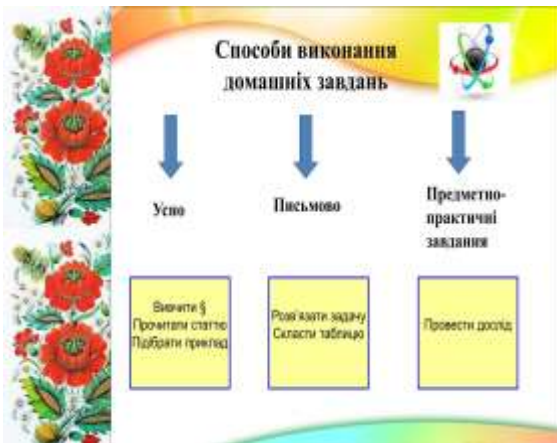 Способи виконання
домашніх завдань
Усно
Письмово
Предметно-
практичні
завдання
Вивчити §
Прочитати статтю
Підібрати приклад
Розв'язати задачу
Скласти таблицю
Провести дослід